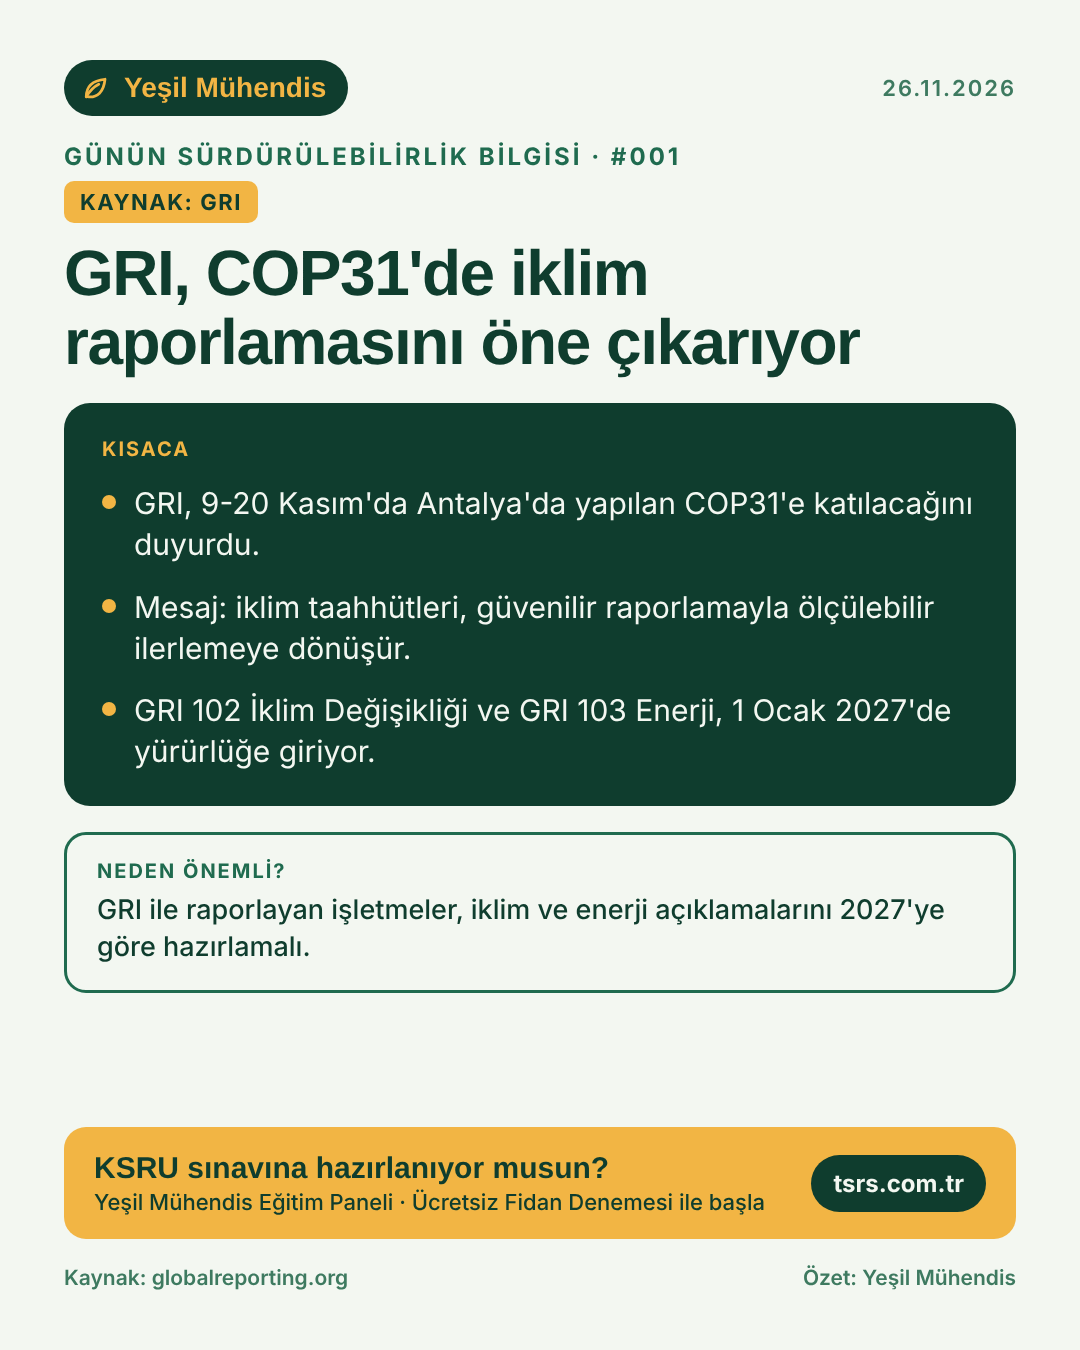 Yeşil Mühendis
26.11.2026
GÜNÜN SÜRDÜRÜLEBİLİRLİK BİLGİSİ · #001
KAYNAK: GRI
GRI, COP31'de iklim
raporlamasını öne çıkarıyor
KISACA
GRI, 9-20 Kasım'da Antalya'da yapılan COP31'e katılacağını
duyurdu.
Mesaj: iklim taahhütleri, güvenilir raporlamayla ölçülebilir
ilerlemeye dönüşür.
GRI 102 İklim Değişikliği ve GRI 103 Enerji, 1 Ocak 2027'de
yürürlüğe giriyor.
NEDEN ÖNEMLİ?
GRI ile raporlayan işletmeler, iklim ve enerji açıklamalarını 2027'ye
göre hazırlamalı.
KSRU sınavına hazırlanıyor musun?
Yeşil Mühendis Eğitim Paneli · Ücretsiz Fidan Denemesi ile başla
tsrs.com.tr
Kaynak: globalreporting.org
Özet: Yeşil Mühendis